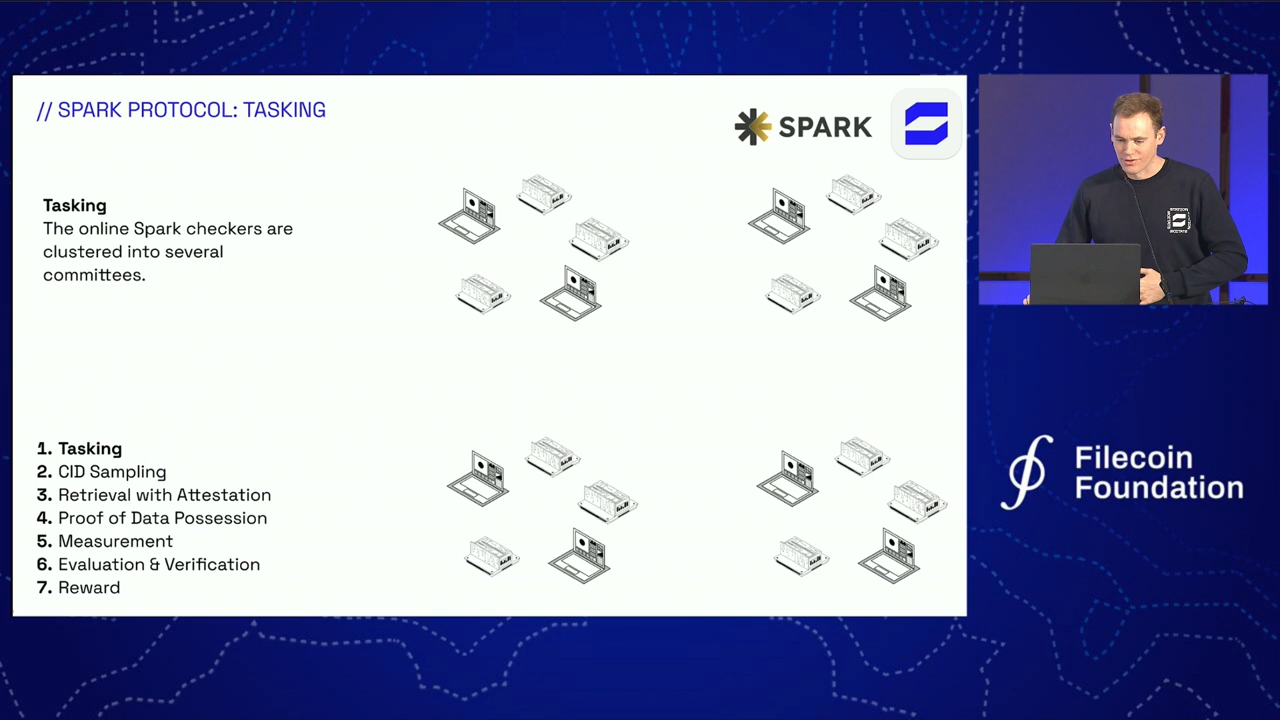 // SPARK PROTOCOL: TASKING
SPARK
Tasking
The online Spark checkers are
clustered into several
committees.
1. Tasking
2. CID Sampling
3. Retrieval with Attestation
4. Proof of Data Possession
5. Measurement
6. Evaluation & Verification
7. Reward
Filecoin
Foundation